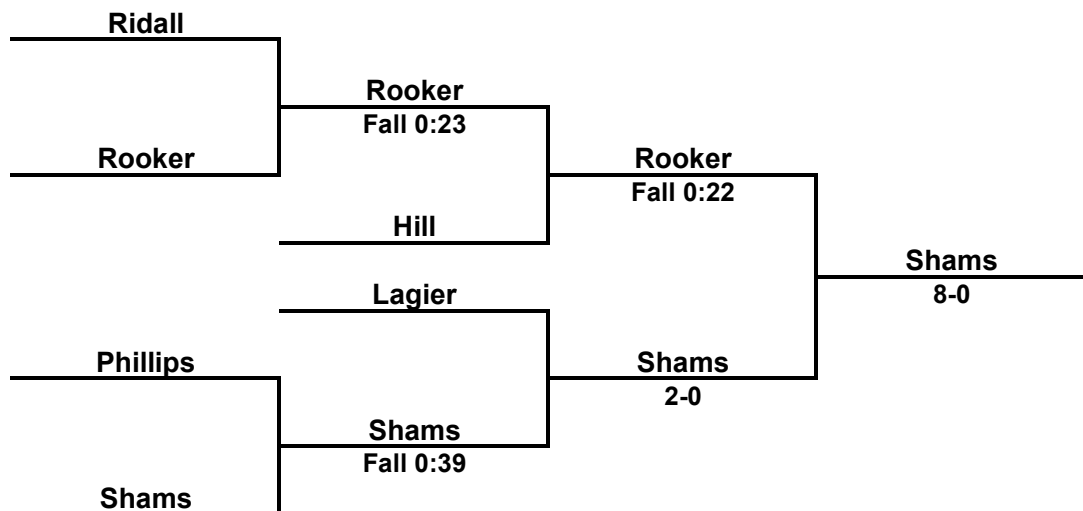 Ridall
Rooker
Fall 0:23
Rooker
Rooker
Fall 0:22
Hill
Shams
8-0
Lagier
Phillips
Shams
2-0
Shams
Fall 0:39
Shams